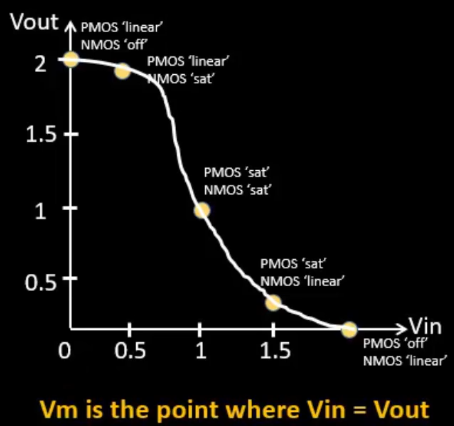 Vout
PMOS ‘linear’
NMOS ‘off’
2
PMOS ‘linear’
NMOS ‘sat’
1.5
PMOS ‘sat’
NMOS ‘sat’
1
PMOS ‘sat’
NMOS ‘linear’
0.5
Vin
0
0.5
1
1.5
PMOS ‘off’
NMOS ‘linear’
Vm is the point where Vin = Vout